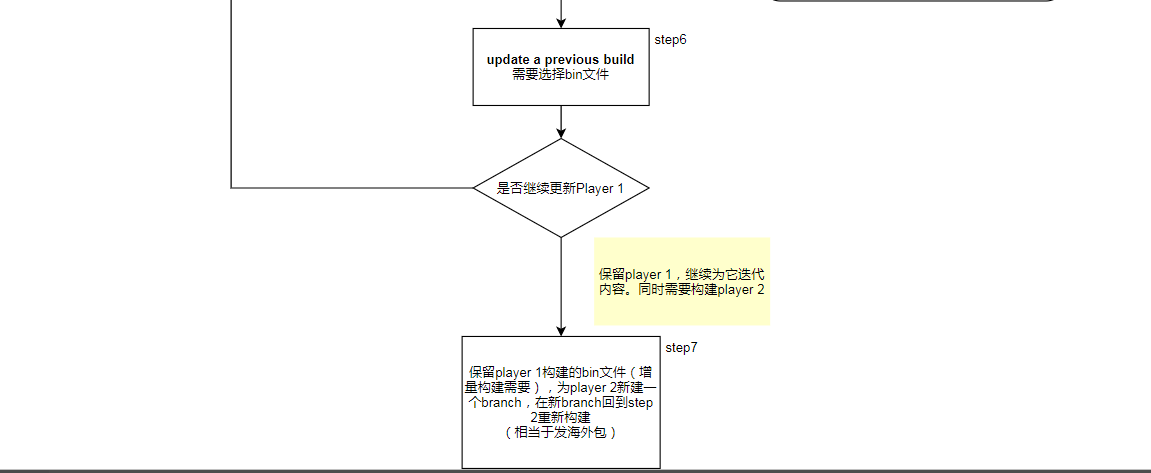 step6
update a previous build
需要选择bin文件
是否继续更新Player 1
保留player 1，继续为它迭代
内容。同时需要构建player 2
step7
保留player 1构建的bin文件（增
量构建需要），为player 2新建一
个branch，在新branch回到step
2重新构建
（相当于发海外包）